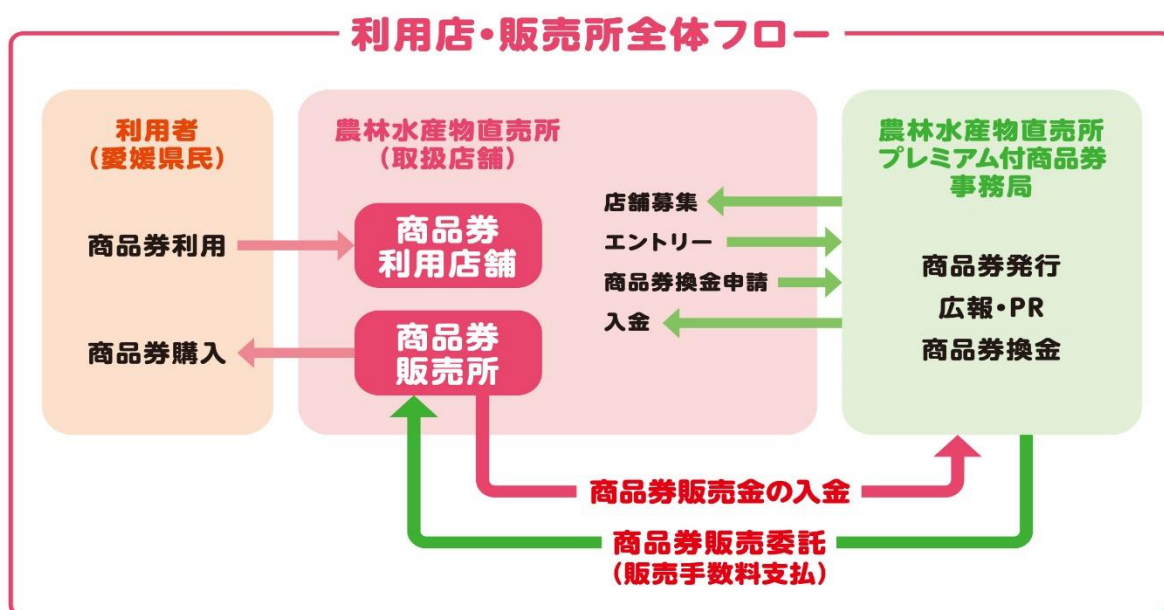 利用店・販売所全体フロー
利用者
（愛媛県民）
商品券利用
商品券購入
農林水産物直売所
（取扱店舗）
商品券
利用店舗
商品券
販売所
店舗募集
エントリー
商品券換金申請
入金
農林水産物直売所
プレミアム付商品券
事務局
商品券発行
広報・PR
商品券換金
商品券販売金の入金
商品券販売委託
（販売手数料支払）